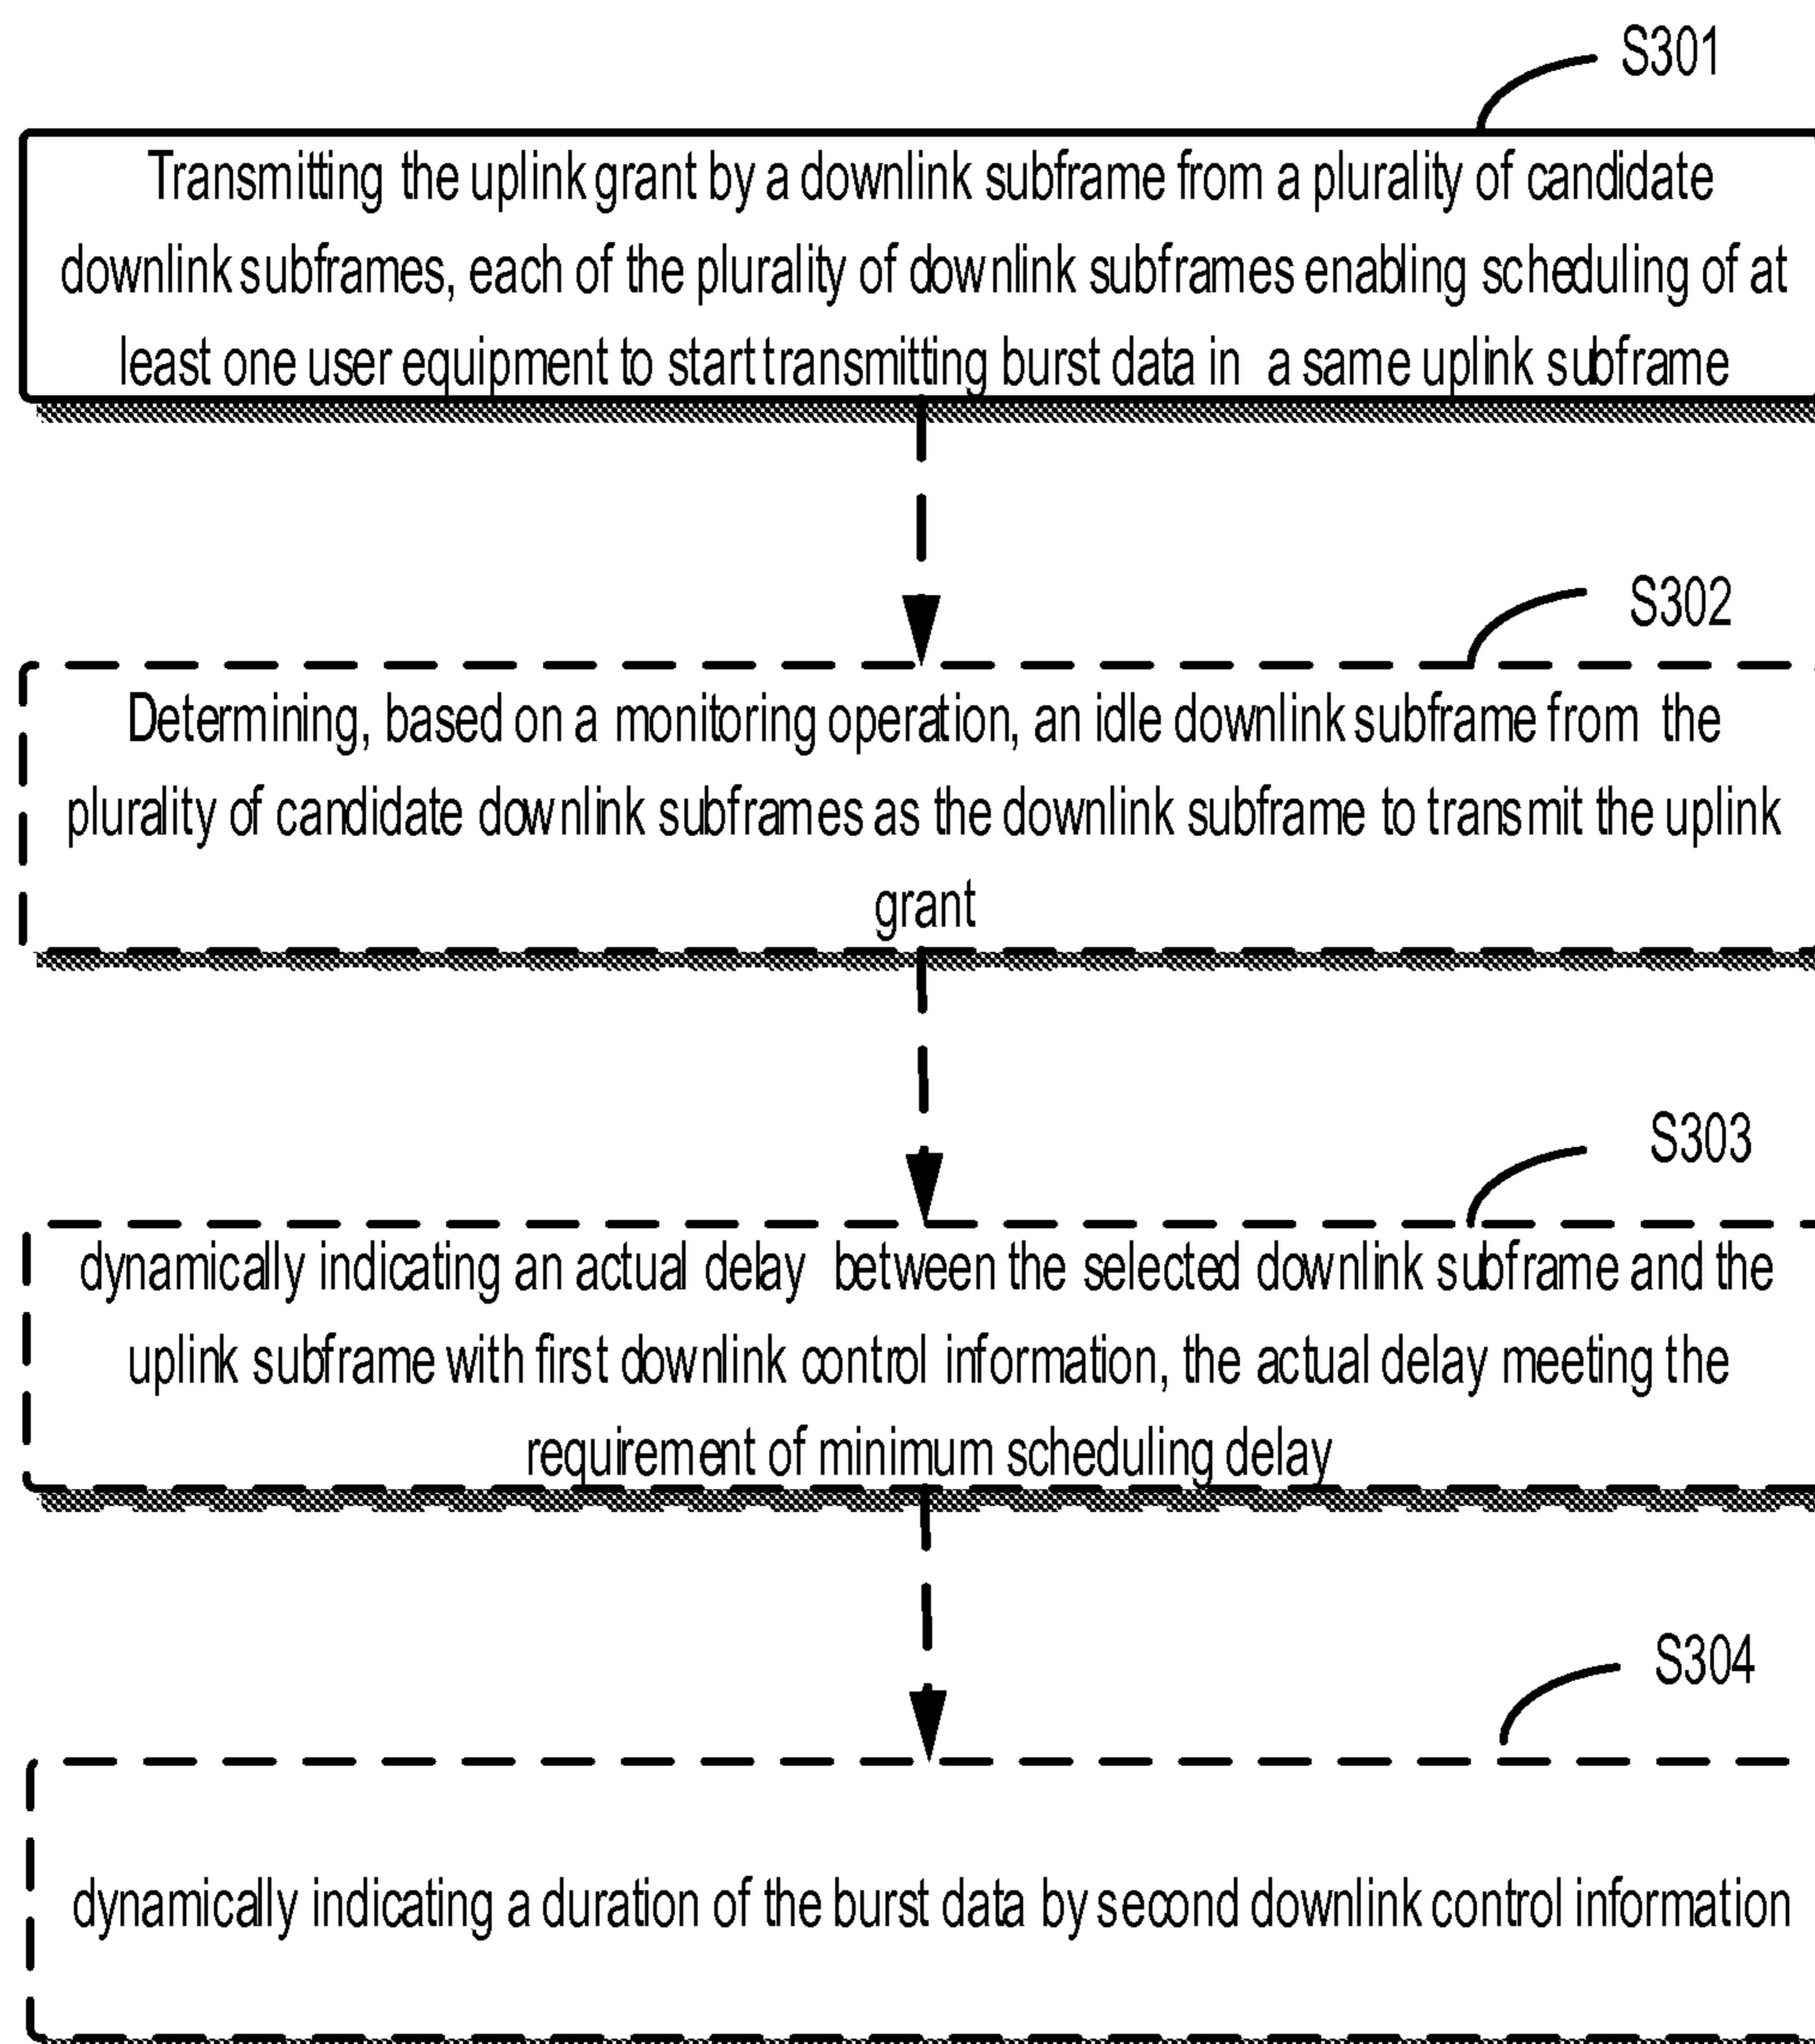 S301
Transmitting the uplink grant by a downlink subframe from a plurality of candidate
downlink subframes, each of the plurality of downlink subframes enabling scheduling of at
least one user equipment to start transmitting burst data in a same uplink subframe
S302
Determining, based on a monitoring operation, an idle downlink subframe from the
plurality of candidate downlink subframes as the downlink subframe to transmit the uplink
grant
S303
dynamically indicating an actual delay between the selected downlink subframe and the
uplink subframe with first downlink control information, the actual delay meeting the
requirement of minimum scheduling delay
S304
dynamically indicating a duration of the burst data by second downlink control information